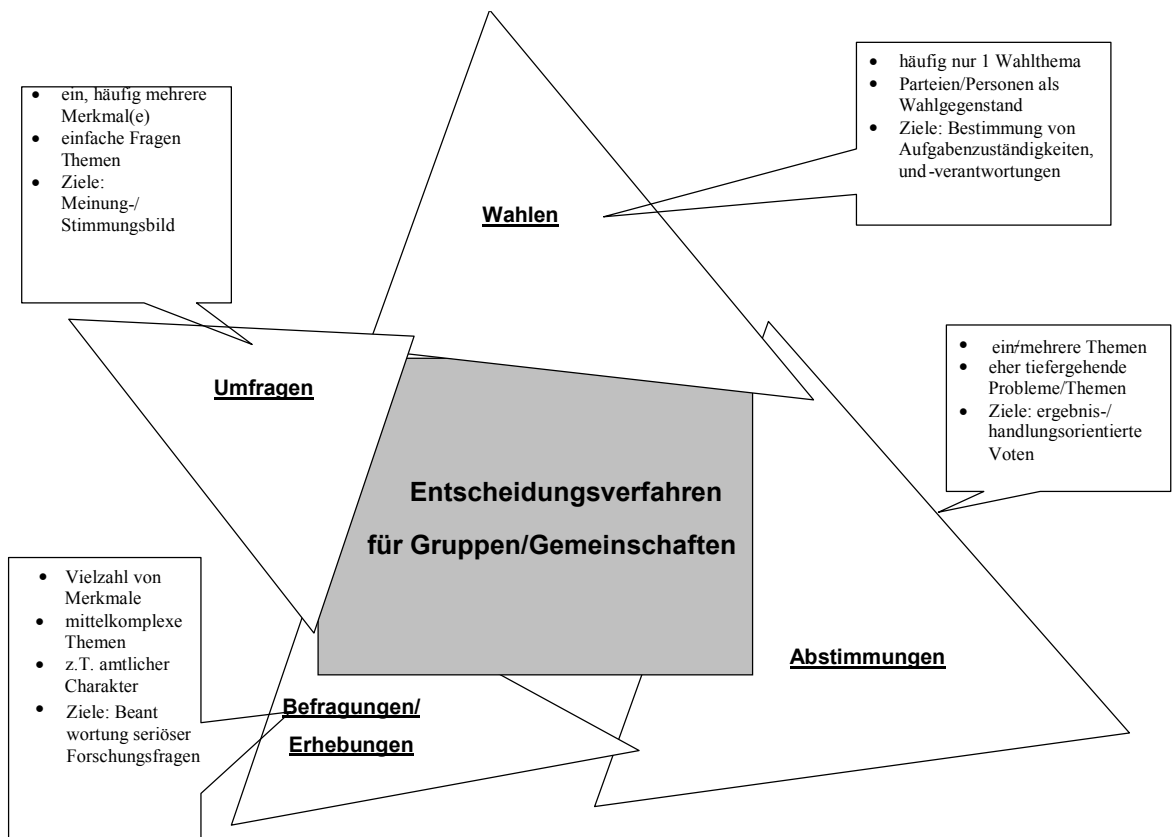 • häufig nur 1 Wahlthema
• Parteien/Personen als
Wahlgegenstand
• Ziele: Bestimmung von
Aufgabenzuständigkeiten,
und -verantwortungen
• ein, häufig mehrere
Merkmal(e)
• einfache Fragen
Themen
• Ziele:
Meinung-/
Stimmungsbild
Wahlen
Umfragen
• ein/mehrere Themen
• eher tiefergehende
Probleme/Themen
• Ziele: ergebnis-/
handlungsorientierte
Voten
Entscheidungsverfahren
für Gruppen/Gemeinschaften
• Vielzahl von
Merkmale
• mittelkomplexe
Themen
• z.T. amtlicher
Charakter
• Ziele: Beant
wortung seriöser
Forschungsfragen
Befragungen/
Erhebungen
Abstimmungen